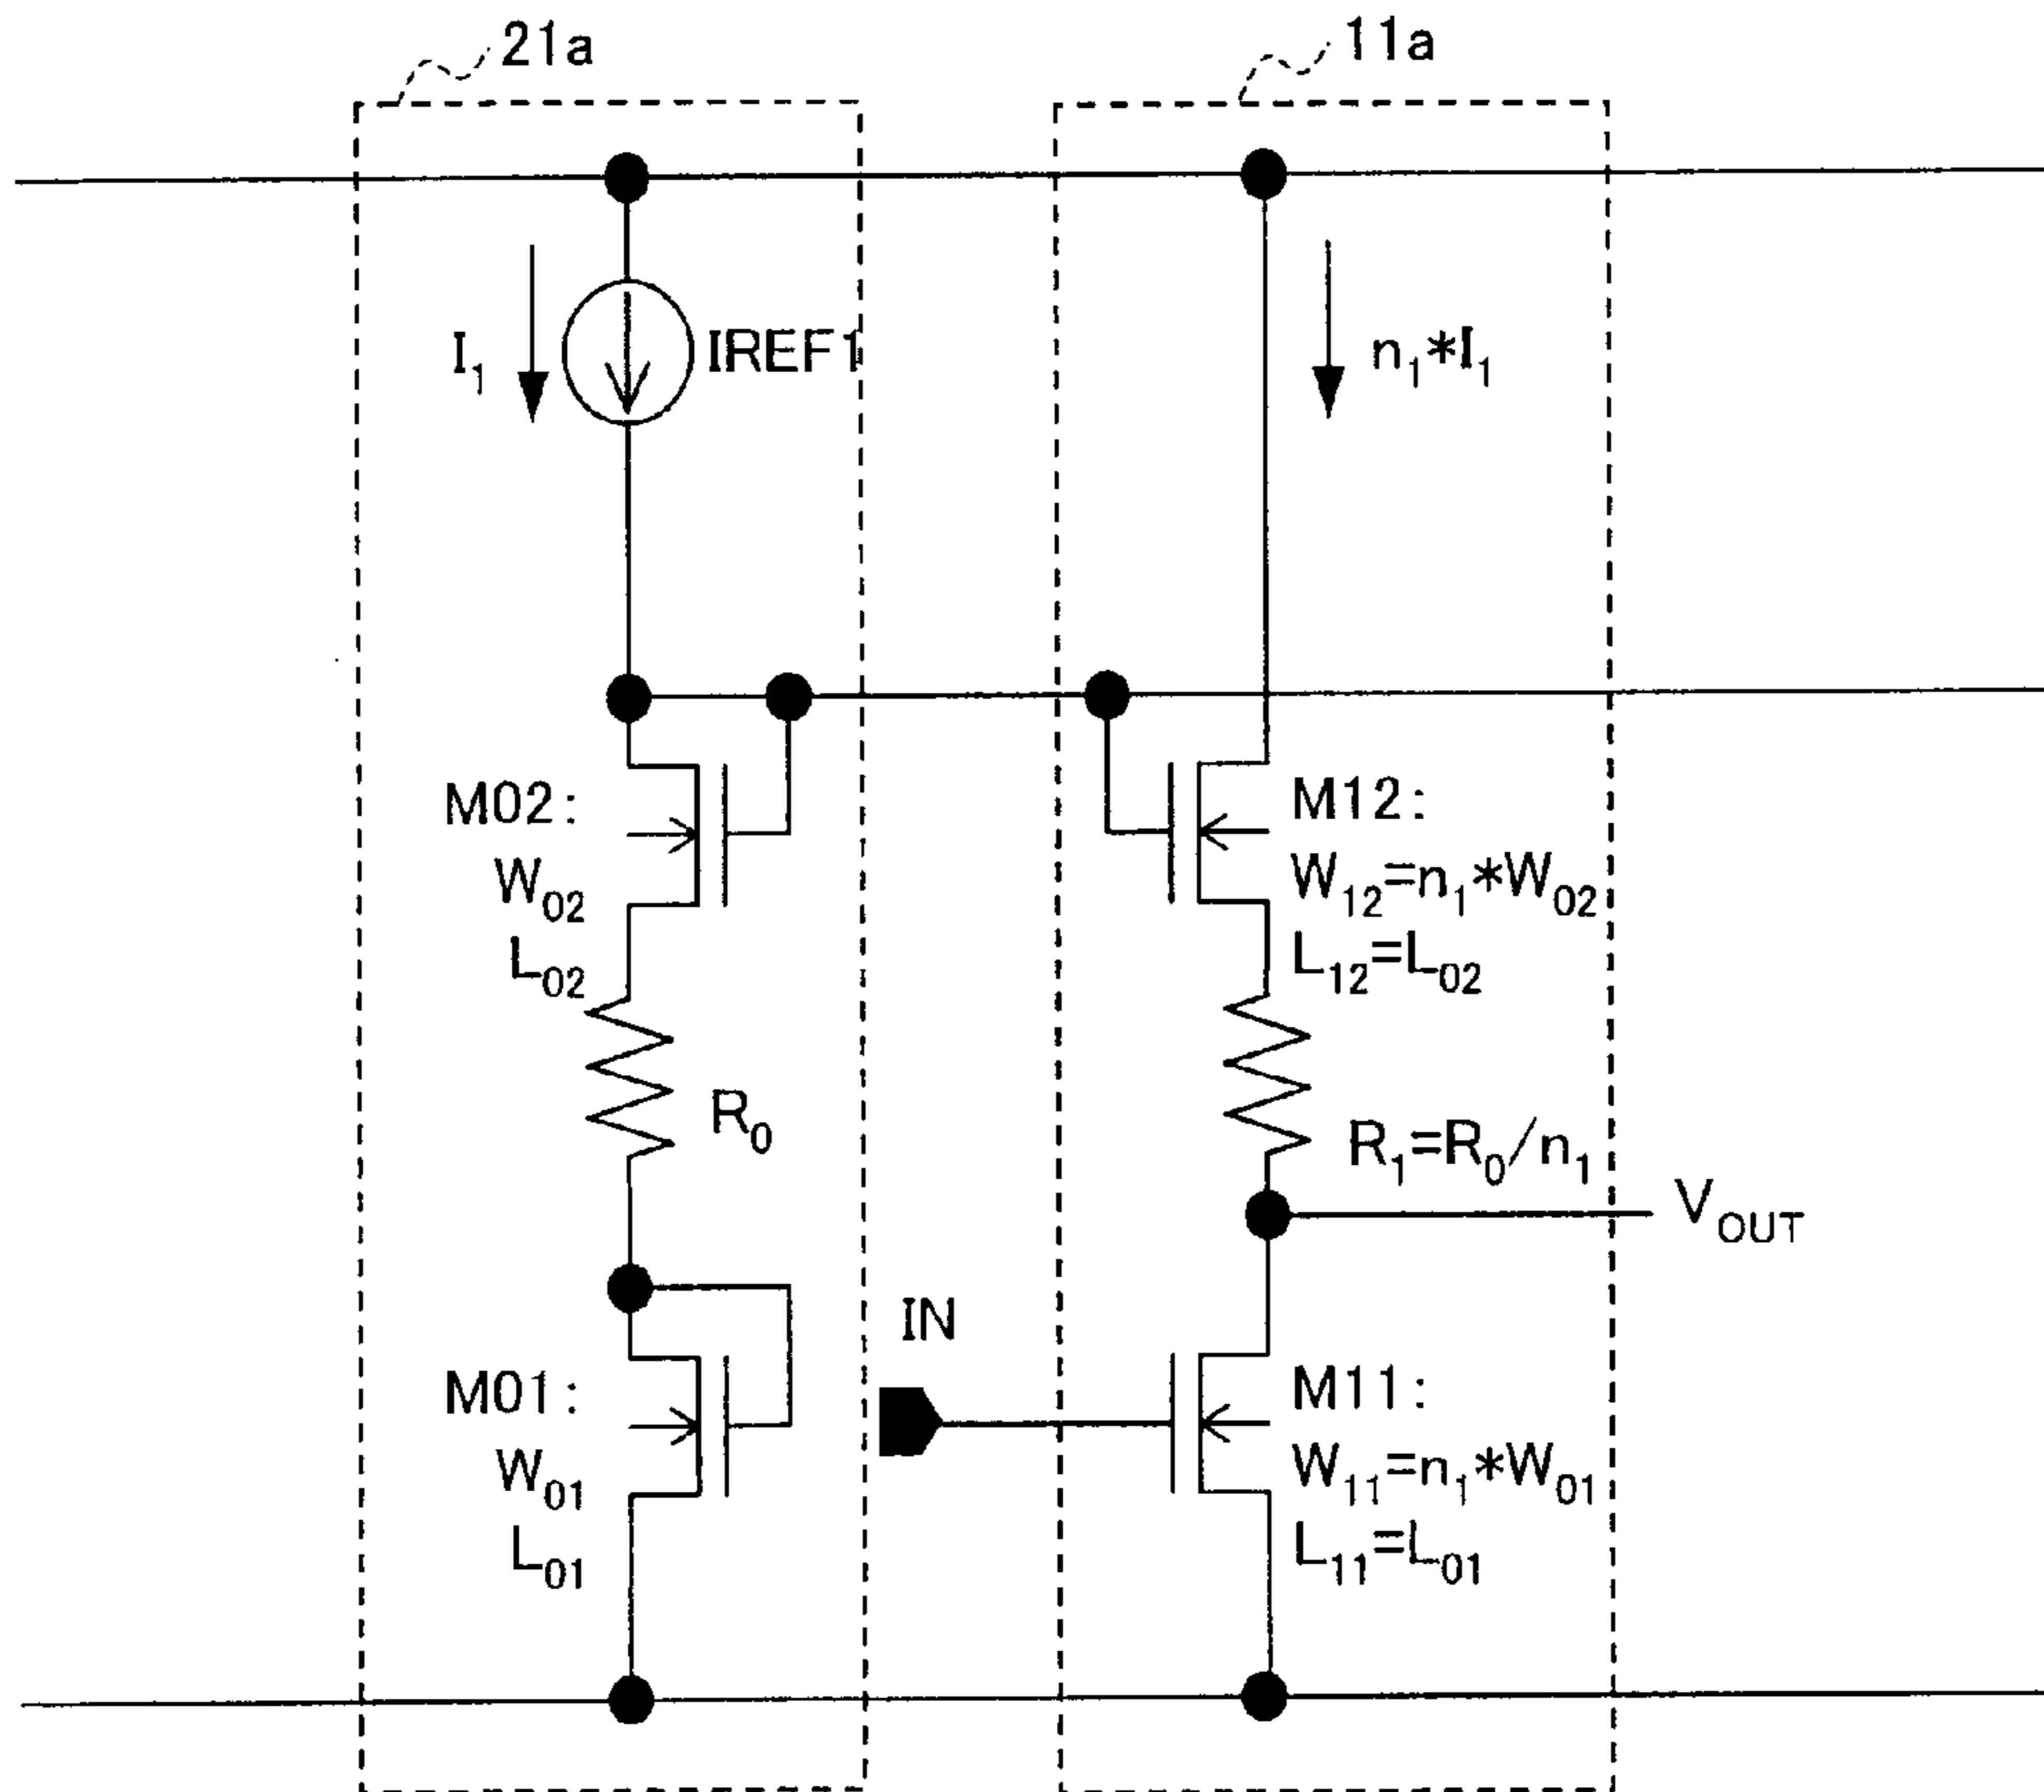 21a
11a
I₁
IREF1
n₁*I₁
M02:
W₀₂
L₀₂
M12:
W₁₂=n₁*W₀₂
L₁₂=L₀₂
R₀
R₁=R₀/n₁
V_OUT
IN
M01:
W₀₁
L₀₁
M11:
W₁₁=n₁*W₀₁
L₁₁=L₀₁